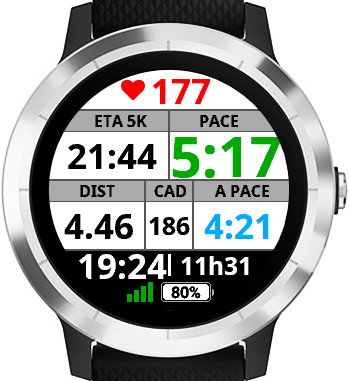 177
ETA 5K PACE
21:44 5:17
DIST CAD A PACE
4.46 186 4:21
19:24 11h31
80%